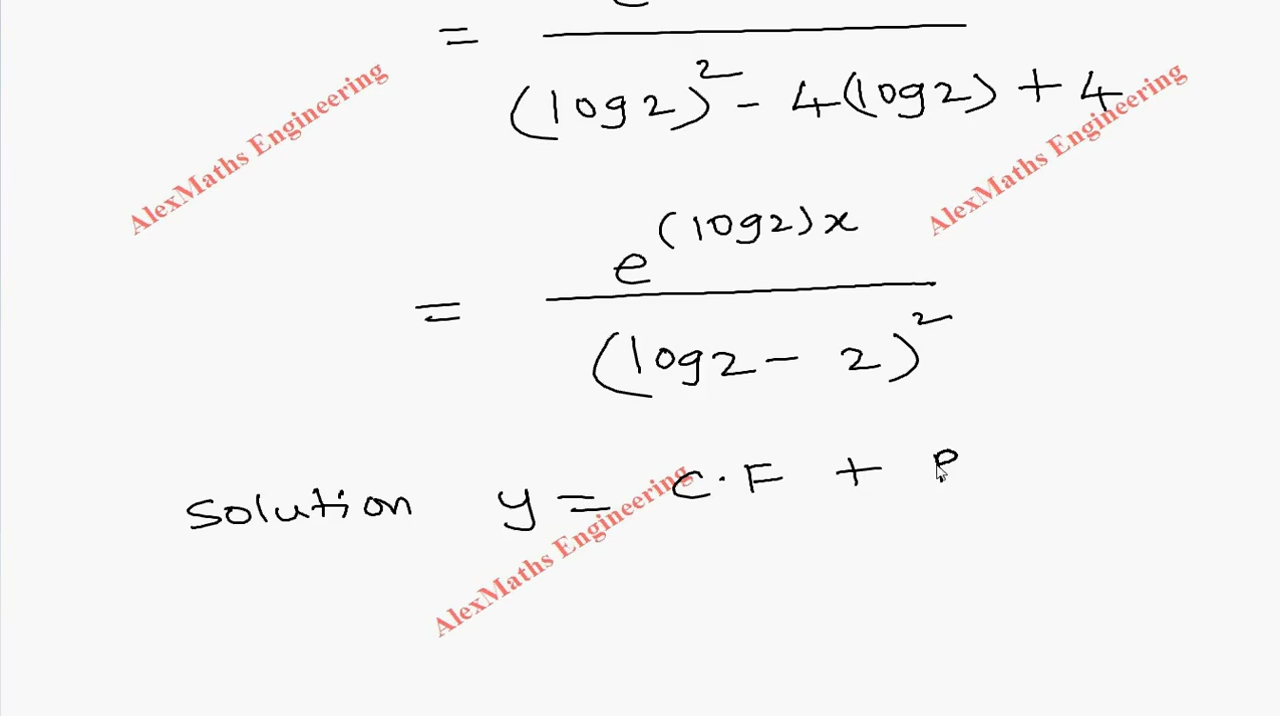 =
(log2)² - 4(log2) + 4
AlexMaths Engineering
AlexMaths Engineering
e^(log2)x
=
(log2 - 2)²
Solution y = C.F + P
AlexMaths Engineering